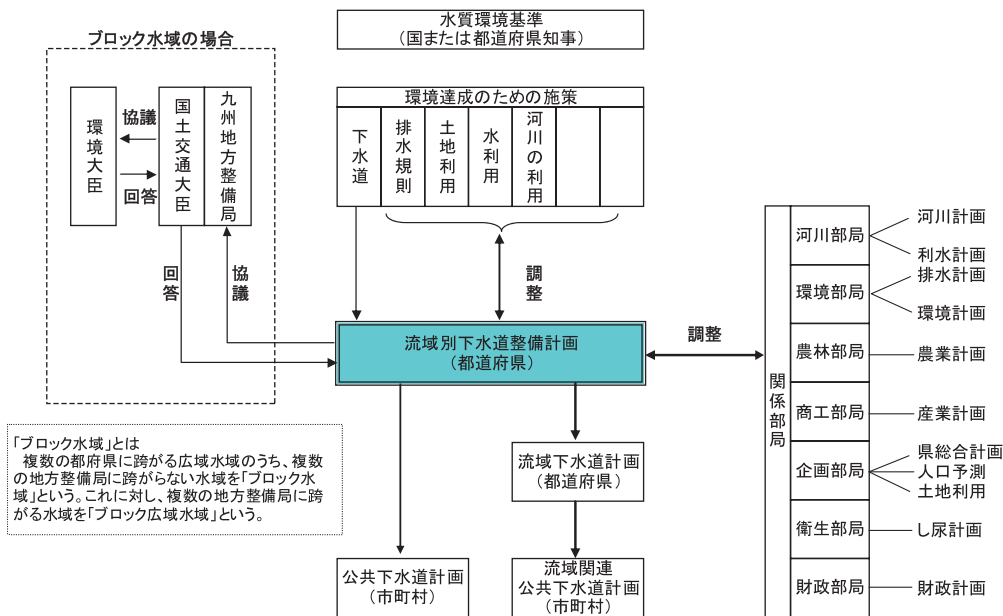 水質環境基準
（国または都道府県知事）
ブロック水域の場合
環境大臣
協議
回答
国土交通大臣
九州地方整備局
回答
協議
環境達成のための施策
下水道
排水規則
土地利用
水利用
河川の利用
調整
流域別下水道整備計画
（都道府県）
調整
関係部局
河川部局
河川計画
利水計画
環境部局
排水計画
環境計画
農林部局
農業計画
商工部局
産業計画
企画部局
県総合計画
人口予測
土地利用
衛生部局
し尿計画
財政部局
財政計画
「ブロック水域」とは
複数の都府県に跨がる広域水域のうち、複数
の地方整備局に跨がらない水域を「ブロック水
域」という。これに対し、複数の地方整備局に跨
がる水域を「ブロック広域水域」という。
流域下水道計画
（都道府県）
公共下水道計画
（市町村）
流域関連
公共下水道計画
（市町村）